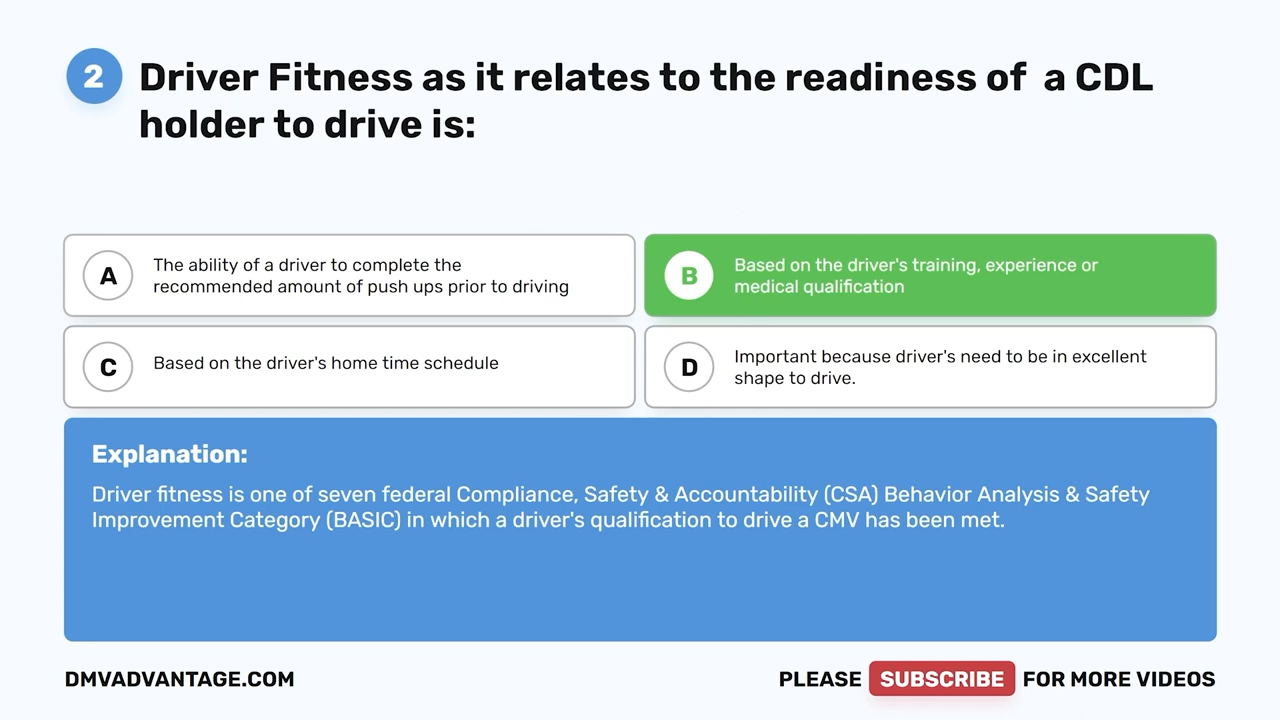 2
Driver Fitness as it relates to the readiness of a CDL
holder to drive is:
A
The ability of a driver to complete the
recommended amount of push ups prior to driving
B
Based on the driver's training, experience or
medical qualification
C
Based on the driver's home time schedule
D
Important because driver's need to be in excellent
shape to drive.
Explanation:
Driver fitness is one of seven federal Compliance, Safety & Accountability (CSA) Behavior Analysis & Safety
Improvement Category (BASIC) in which a driver's qualification to drive a CMV has been met.
DMVADVANTAGE.COM
PLEASE SUBSCRIBE FOR MORE VIDEOS